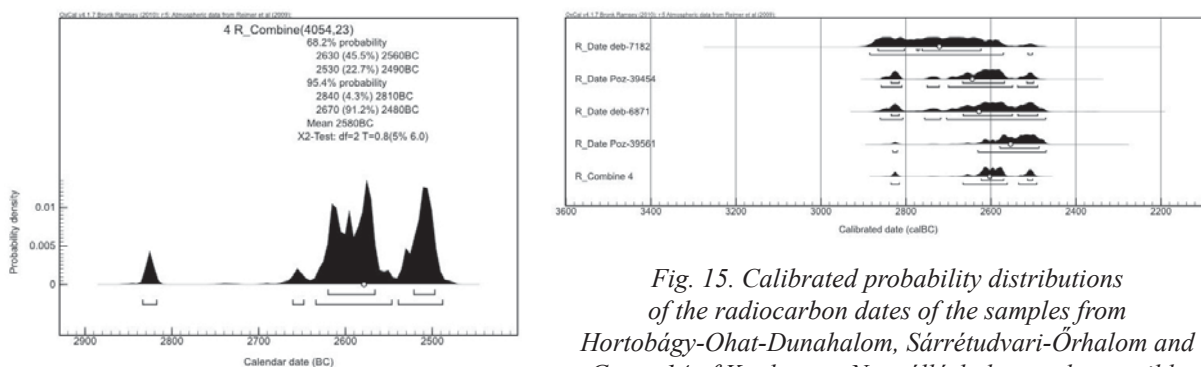 OxCal v4.1.7 Bronk Ramsey (2010); r:5 Atmospheric data from Reimer et al (2009);
4 R_Combine(4054,23)
68.2% probability
2630 (45.5%) 2560BC
2530 (22.7%) 2490BC
95.4% probability
2840 (4.3%) 2810BC
2670 (91.2%) 2480BC
Mean 2580BC
X2-Test: df=2 T=0.8(5% 6.0)
Probability density
0.01
0.005
0
2900 2800 2700 2600 2500
Calendar date (BC)
OxCal v4.1.7 Bronk Ramsey (2010); r:5 Atmospheric data from Reimer et al (2009);
R_Date deb-7182
R_Date Poz-39454
R_Date deb-6871
R_Date Poz-39561
R_Combine 4
3600 3400 3200 3000 2800 2600 2400 2200
Calibrated date (calBC)
Fig. 15. Calibrated probability distributions
of the radiocarbon dates of the samples from
Hortobágy-Ohat-Dunahalom, Sárrétudvari-Őrhalom and